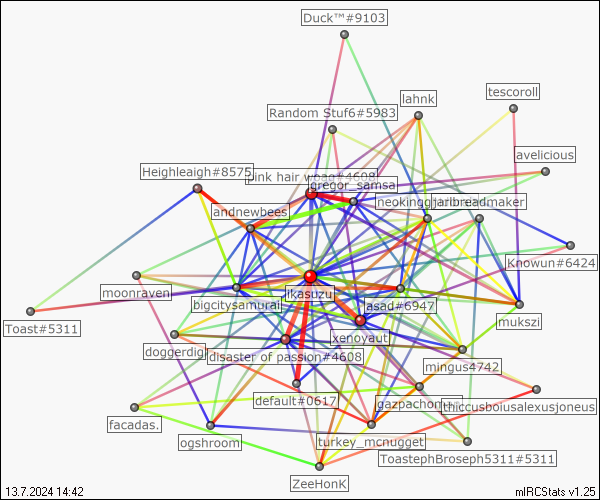 Duck™#9103
tescoroll
lahnk
Random Stuf6#5983
avelicious
Heighleaigh#8575
pink hair woag#4608
gregor_samsa
neokingjaribreadmaker
andnewbees
Knowun#6424
moonraven
ikasuzu
bigcitysamurai
asad#6947
mukszi
Toast#5311
xenoyaut
doggerdig
disaster of passion#4608
mingus4742
default#0617
gazpachomx
thiccusboiusalexusjoneus
facadas.
ogshroom
turkey_mcnugget
ToastephBroseph5311#5311
ZeeHonK
13.7.2024 14:42
mIRCStats v1.25